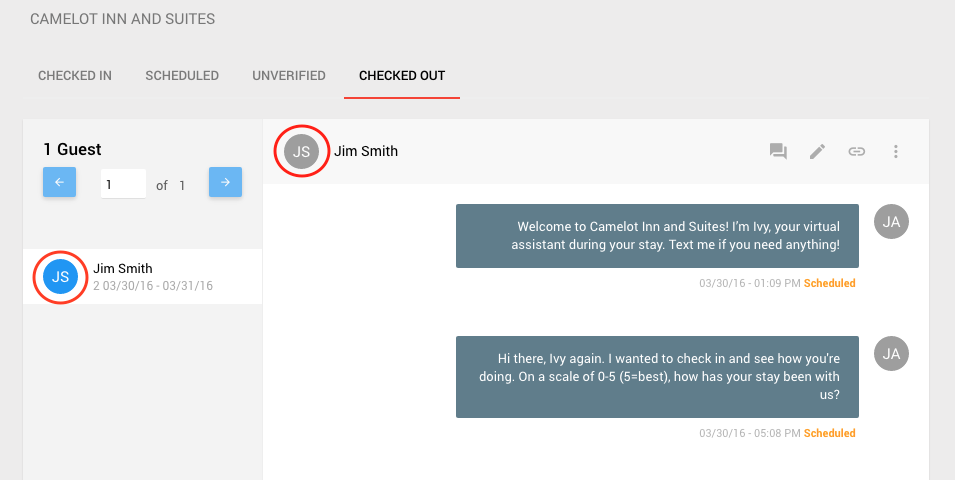 CAMELOT INN AND SUITES
CHECKED IN SCHEDULED UNVERIFIED CHECKED OUT
1 Guest
1 of 1
JS Jim Smith
2 03/30/16 - 03/31/16
JS Jim Smith
Welcome to Camelot Inn and Suites! I'm Ivy, your virtual
assistant during your stay. Text me if you need anything!
JA
03/30/16 - 01:09 PM Scheduled
Hi there, Ivy again. I wanted to check in and see how you're
doing. On a scale of 0-5 (5=best), how has your stay been with
us?
JA
03/30/16 - 05:08 PM Scheduled